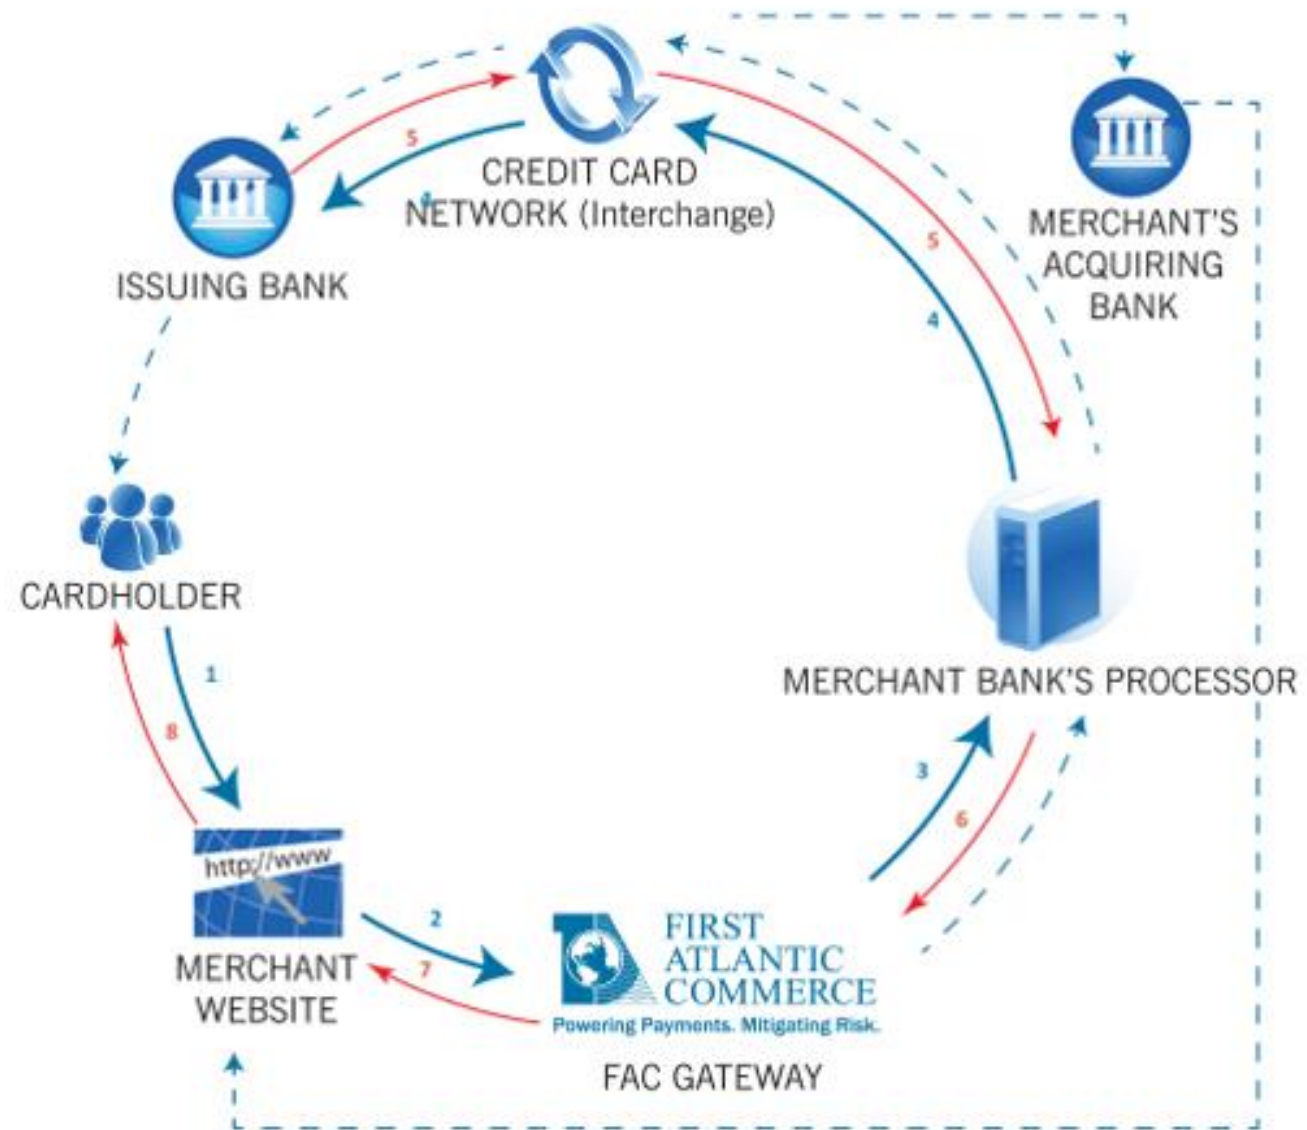 CREDIT CARD
NETWORK (Interchange)
MERCHANT'S
ACQUIRING
BANK
ISSUING BANK
5
4
5
4
CARDHOLDER
1
8
MERCHANT BANK'S PROCESSOR
3
6
http://www
MERCHANT
WEBSITE
2
7
FIRST
ATLANTIC
COMMERCE
Powering Payments. Mitigating Risk.
FAC GATEWAY